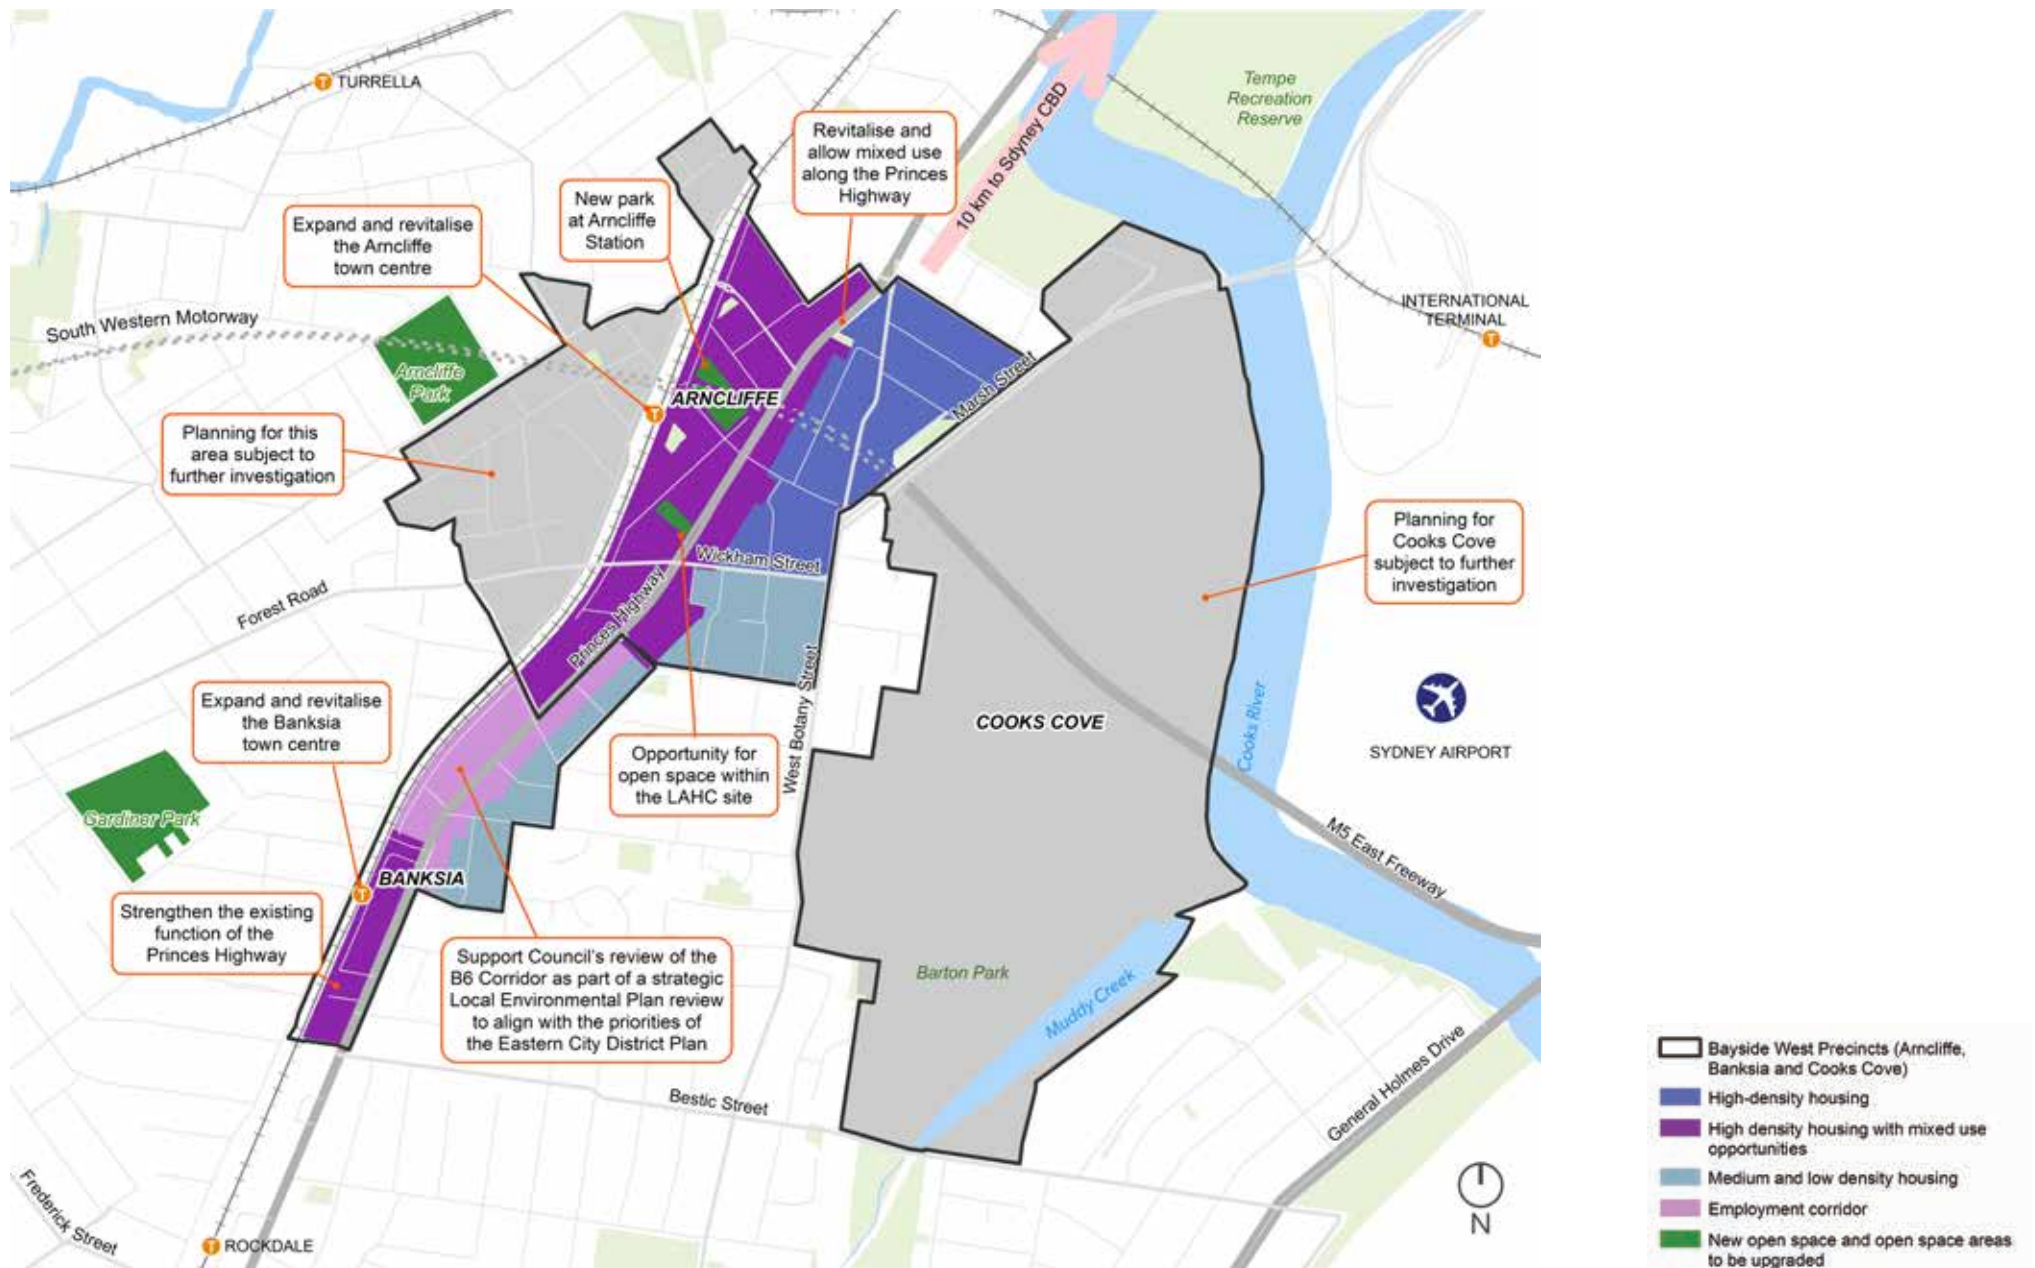 TURRELLA
Tempe
Recreation
Reserve
10 km to Sdyney CBD
Revitalise and
allow mixed use
along the Princes
Highway
New park
at Arncliffe
Station
Expand and revitalise
the Arncliffe
town centre
South Western Motorway
Arncliffe
Park
INTERNATIONAL
TERMINAL
Marsh Street
ARNCLIFFE
Planning for this
area subject to
further investigation
Planning for
Cooks Cove
subject to further
investigation
Wickham Street
Forest Road
Princes Highway
West Botany Street
Expand and revitalise
the Banksia
town centre
COOKS COVE
Cooks River
SYDNEY AIRPORT
Opportunity for
open space within
the LAHC site
Gardiner Park
M5 East Freeway
BANKSIA
Strengthen the existing
function of the
Princes Highway
Support Council's review of the
B6 Corridor as part of a strategic
Local Environmental Plan review
to align with the priorities of
the Eastern City District Plan
Barton Park
Muddy Creek
Bestic Street
General Holmes Drive
Frederick Street
ROCKDALE
N
Bayside West Precincts (Arncliffe,
Banksia and Cooks Cove)
High-density housing
High density housing with mixed use
opportunities
Medium and low density housing
Employment corridor
New open space and open space areas
to be upgraded
T
T
T
T
T